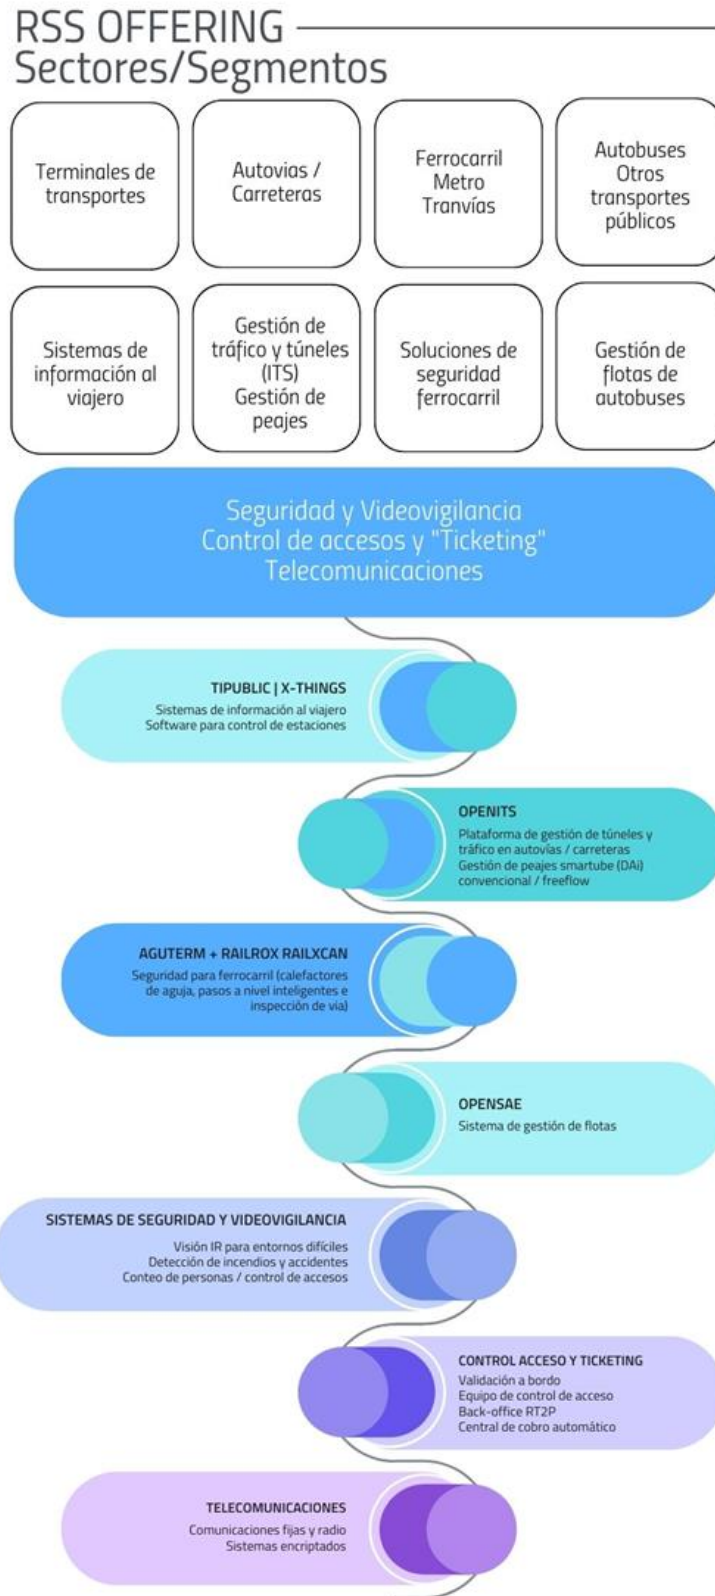 RSS OFFERING
Sectores/Segmentos
Terminales de
transportes
Autovias /
Carreteras
Ferrocarril
Metro
Tranvías
Autobuses
Otros
transportes
públicos
Sistemas de
información al
viajero
Gestión de
tráfico y túneles
(ITS)
Gestión de
peajes
Soluciones de
seguridad
ferrocarril
Gestión de
flotas de
autobuses
Seguridad y Videovigilancia
Control de accesos y "Ticketing"
Telecomunicaciones
TIPUBLIC | X-THINGS
Sistemas de información al viajero
Software para control de estaciones
OPENITS
Plataforma de gestión de túneles y
tráfico en autovías / carreteras
Gestión de peajes smartube (DAi)
convencional / freeflow
AGUTERM + RAILROX RAILXCAN
Seguridad para ferrocarril (calefactores
de aguja, pasos a nivel inteligentes e
inspección de via)
OPENSAE
Sistema de gestión de flotas
SISTEMAS DE SEGURIDAD Y VIDEOVIGILANCIA
Visión IR para entornos difíciles
Detección de incendios y accidentes
Conteo de personas / control de accesos
CONTROL ACCESO Y TICKETING
Validación a bordo
Equipo de control de acceso
Back-office RT2P
Central de cobro automático
TELECOMUNICACIONES
Comunicaciones fijas y radio
Sistemas encriptados